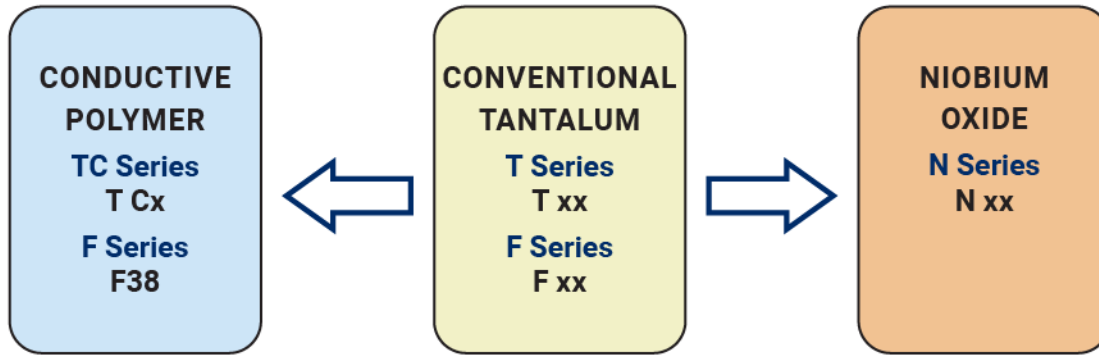 CONDUCTIVE
POLYMER
TC Series
T Cx
F Series
F38
CONVENTIONAL
TANTALUM
T Series
T xx
F Series
F xx
NIOBIUM
OXIDE
N Series
N xx